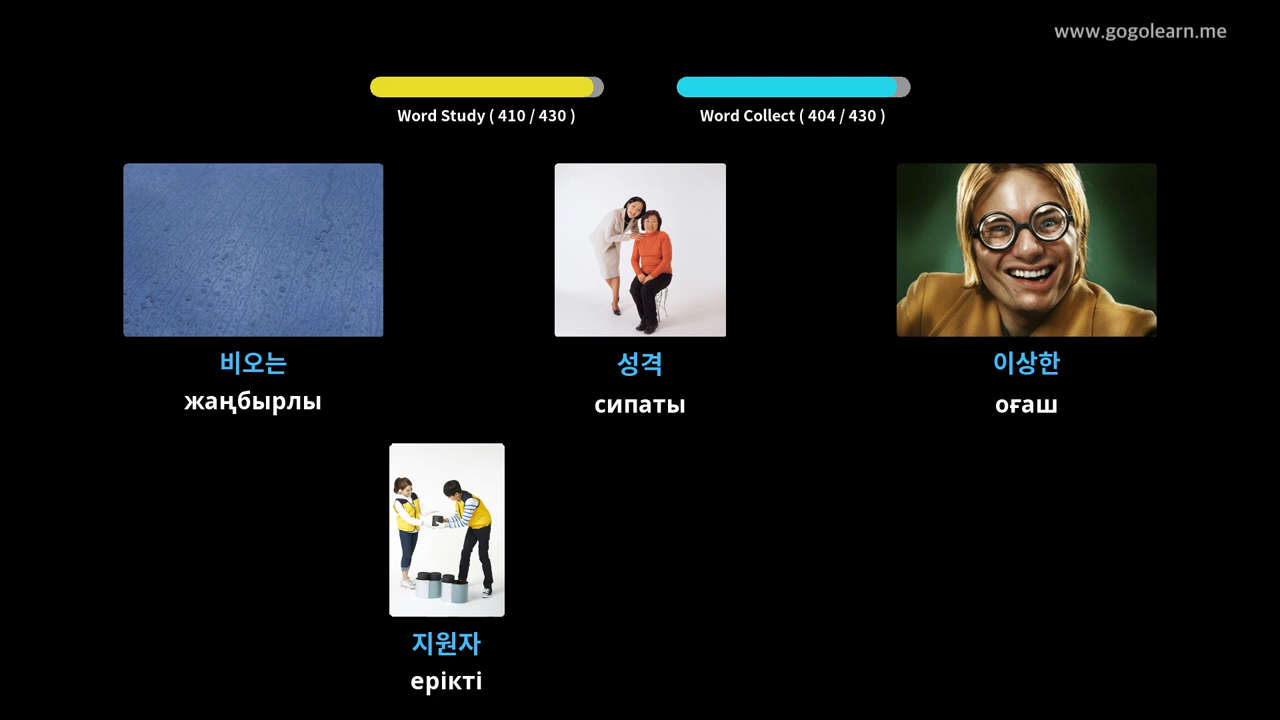 www.gogolearn.me
Word Study ( 410 / 430 )
Word Collect ( 404 / 430 )
비오는
жаңбырлы
성격
сипаты
이상한
оғаш
지원자
ерікті